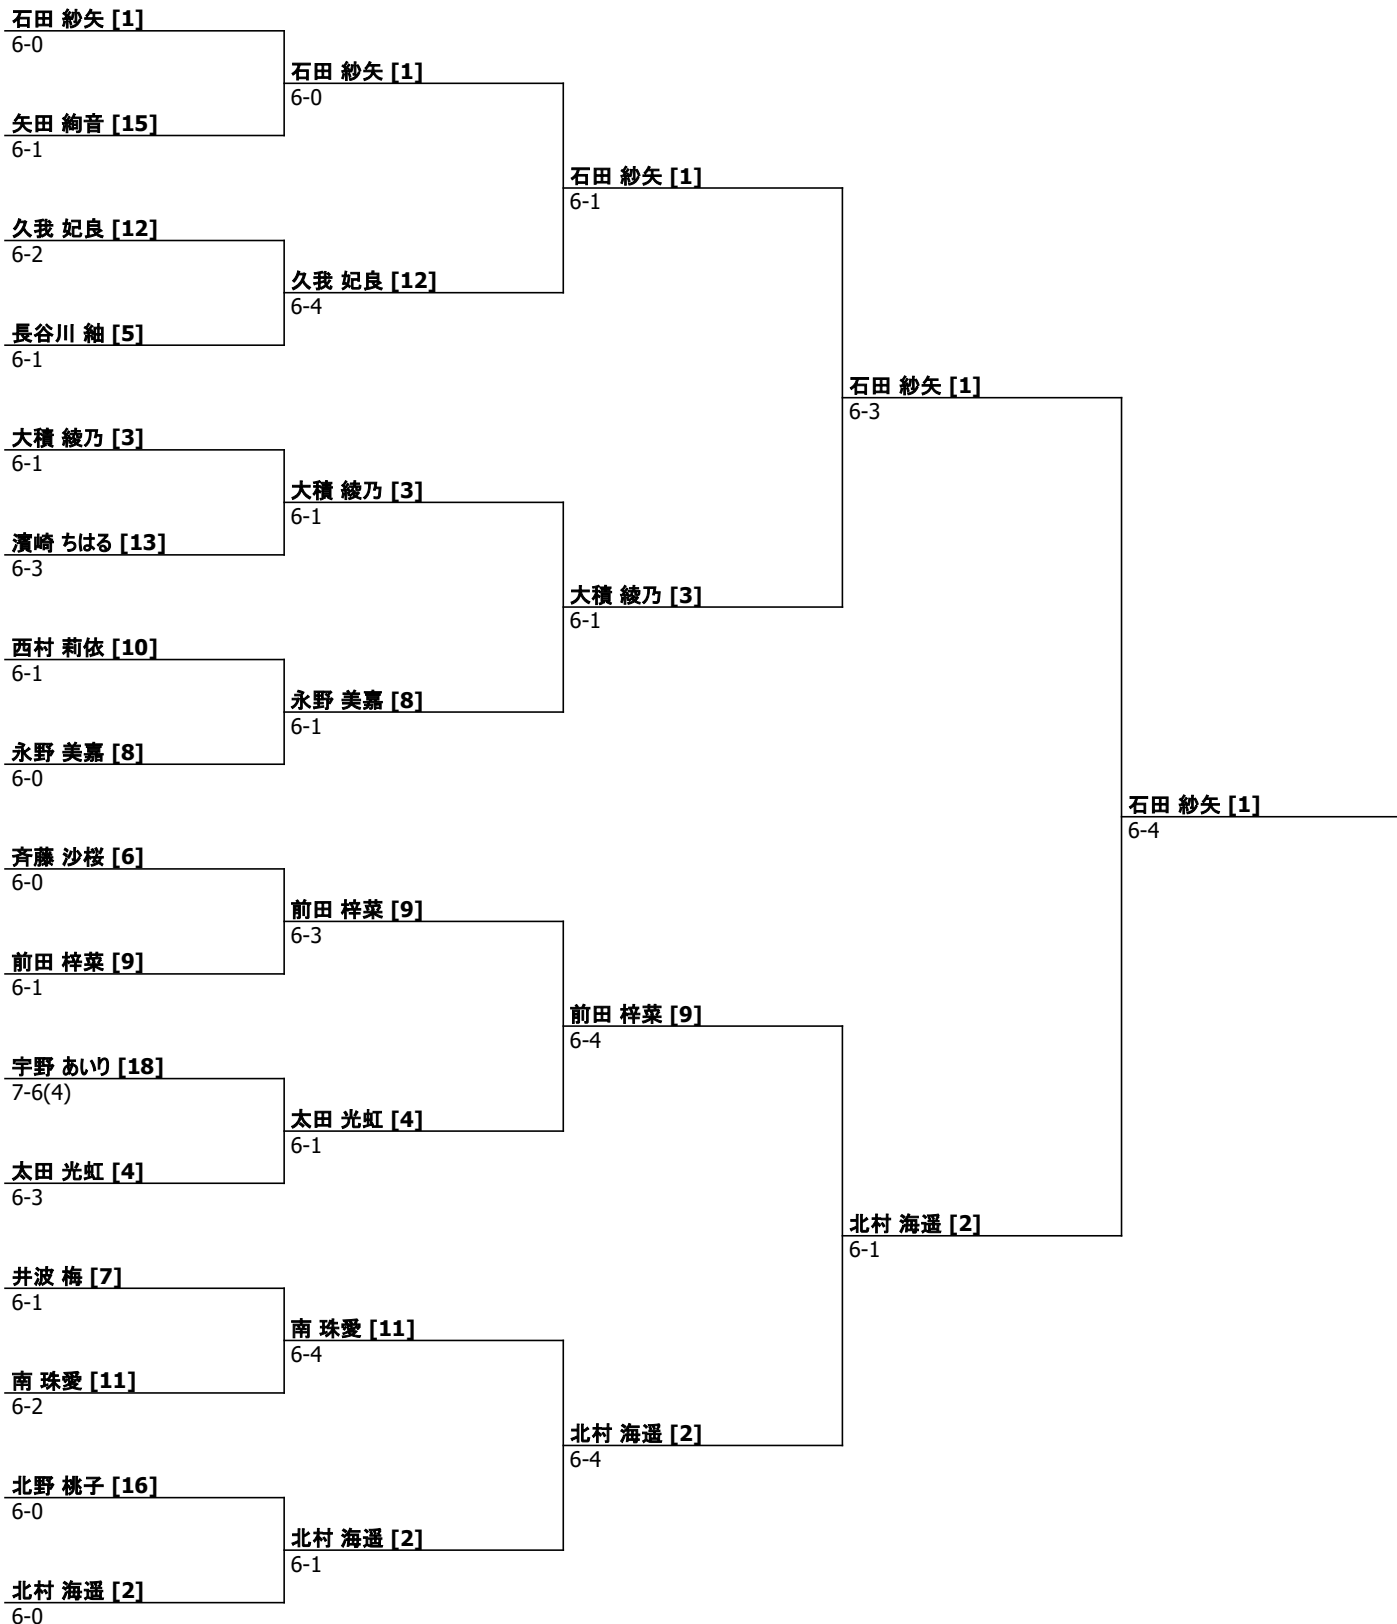 石田 紗矢 [1]
6-0
矢田 絢音 [15]
6-1
久我 妃良 [12]
6-2
長谷川 紬 [5]
6-1
大積 綾乃 [3]
6-1
濱崎 ちはる [13]
6-3
西村 莉依 [10]
6-1
永野 美嘉 [8]
6-0
斉藤 沙桜 [6]
6-0
前田 梓菜 [9]
6-1
宇野 あいり [18]
7-6(4)
太田 光虹 [4]
6-3
井波 梅 [7]
6-1
南 珠愛 [11]
6-2
北野 桃子 [16]
6-0
北村 海遥 [2]
6-0
石田 紗矢 [1]
6-0
久我 妃良 [12]
6-4
大積 綾乃 [3]
6-1
永野 美嘉 [8]
6-1
前田 梓菜 [9]
6-3
太田 光虹 [4]
6-1
南 珠愛 [11]
6-4
北村 海遥 [2]
6-1
石田 紗矢 [1]
6-1
大積 綾乃 [3]
6-1
前田 梓菜 [9]
6-4
北村 海遥 [2]
6-4
石田 紗矢 [1]
6-3
北村 海遥 [2]
6-1
石田 紗矢 [1]
6-4